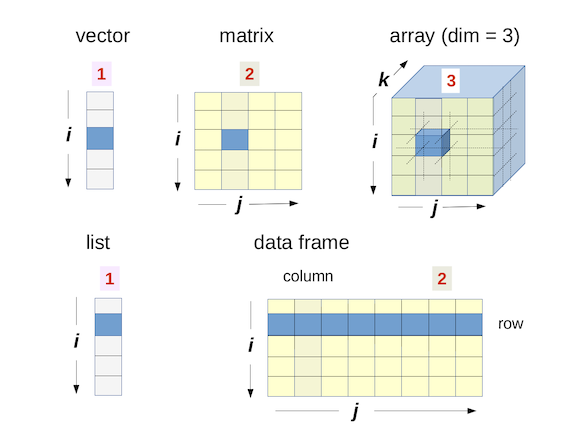 vector
matrix
array (dim = 3)
1
2
3
k
i
i
i
j
j
list
data frame
1
column
2
row
i
i
j